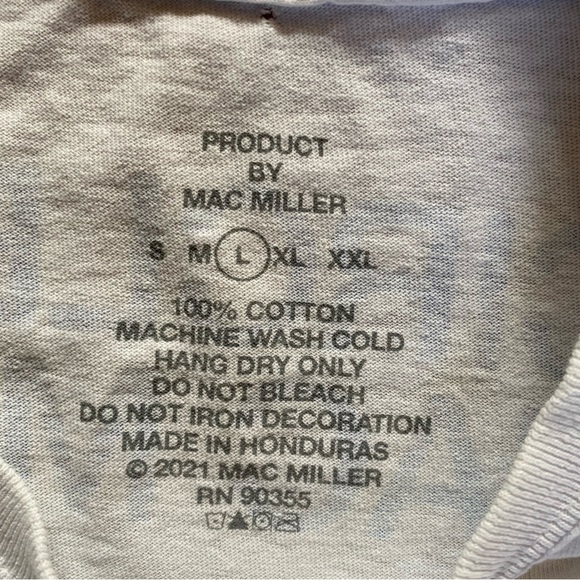 PRODUCT
BY
MAC MILLER
S M L XL XXL
100% COTTON
MACHINE WASH COLD
HANG DRY ONLY
DO NOT BLEACH
DO NOT IRON DECORATION
MADE IN HONDURAS
© 2021 MAC MILLER
RN 90355